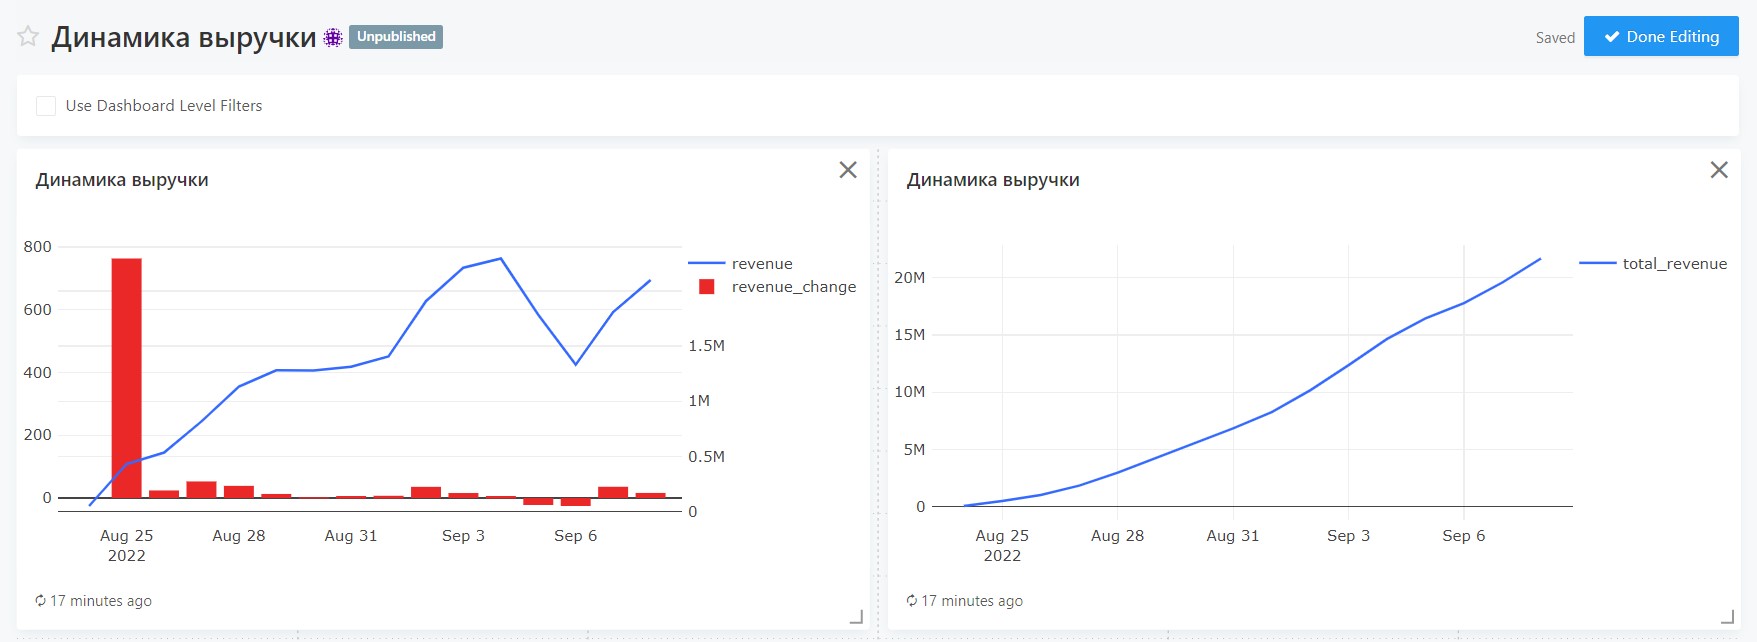 Динамика выручки Unpublished
Saved Done Editing
Use Dashboard Level Filters
Динамика выручки
800
600
400
200
0
1.5M
1M
0.5M
0
revenue
revenue_change
Aug 25 Aug 28 Aug 31 Sep 3 Sep 6
2022
17 minutes ago
Динамика выручки
20M
15M
10M
5M
0
total_revenue
Aug 25 Aug 28 Aug 31 Sep 3 Sep 6
2022
17 minutes ago